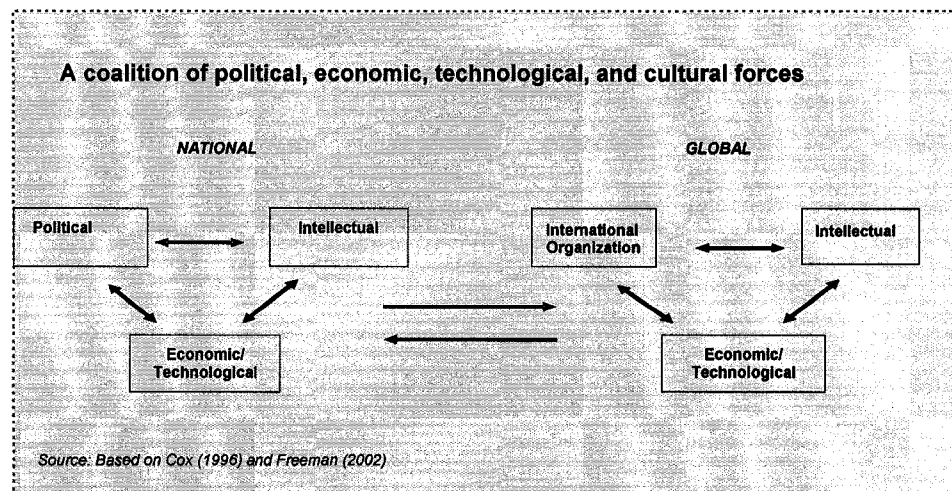 A coalition of political, economic, technological, and cultural forces
NATIONAL
GLOBAL
Political
Intellectual
International
Organization
Intellectual
Economic/
Technological
Economic/
Technological
Source: Based on Cox (1996) and Freeman (2002)